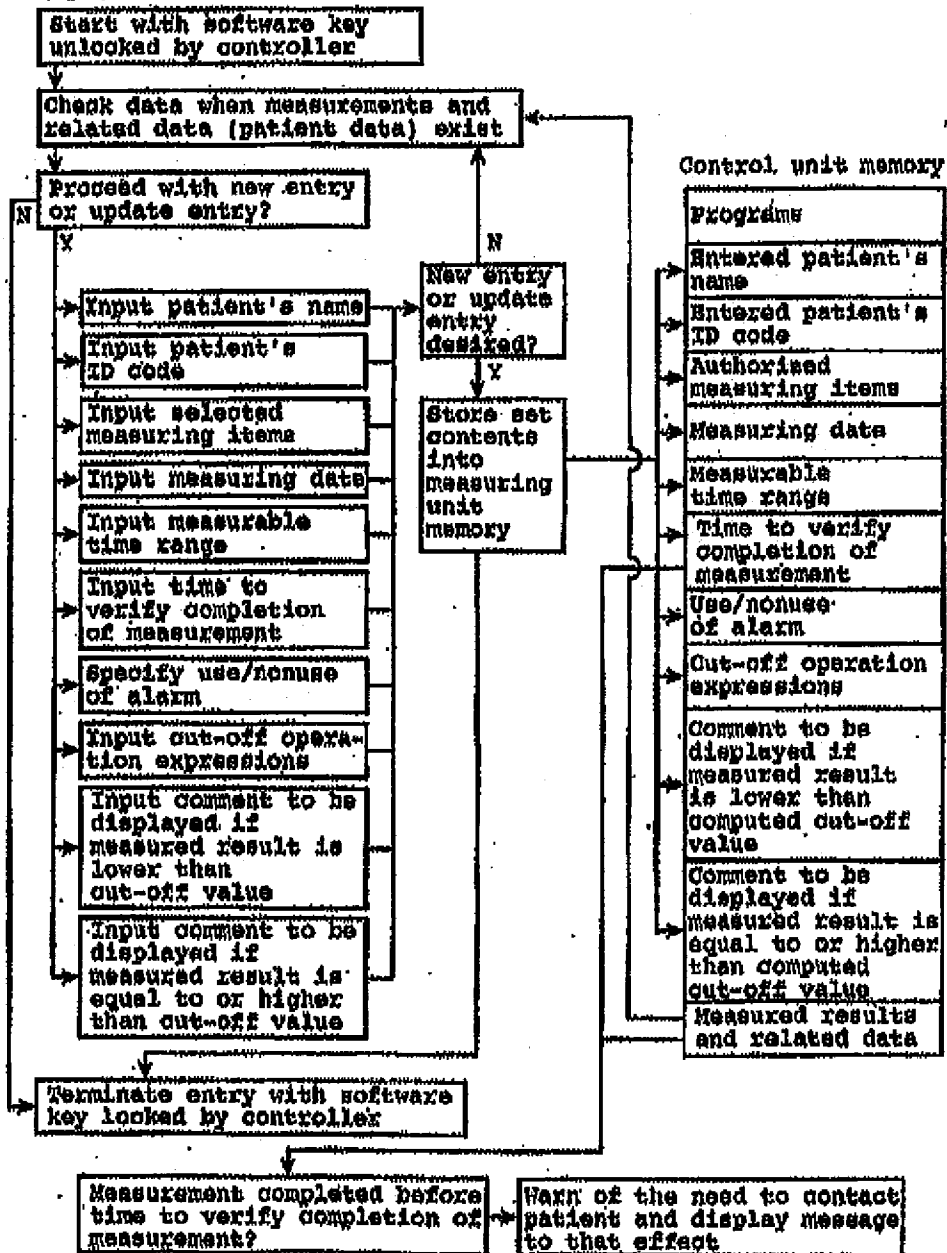 Start with software key
unlocked by controller
Check data when measurements and
related data (patient data) exist
Proceed with new entry
or update entry?
N
Y
Input patient's name
Input patient's
ID code
Input selected
measuring items
Input measuring date
Input measurable
time range
Input time to
verify completion
of measurement
Specify use/nonuse
of alarm
Input cut-off opera-
tion expressions
Input comment to be
displayed if
measured result is
lower than
cut-off value
Input comment to be
displayed if
measured result is
equal to or higher
than cut-off value
N
New entry
or update
entry
desired?
Y
Store set
contents
into
measuring
unit
memory
Control unit memory
Programs
Entered patient's
name
Entered patient's
ID code
Authorized
measuring items
Measuring date
Measurable
time range
Time to verify
completion of
measurement
Use/nonuse
of alarm
Cut-off operation
expressions
Comment to be
displayed if
measured result
is lower than
computed cut-off
value
Comment to be
displayed if
measured result is
equal to or higher
than computed
cut-off value
Measured results
and related data
Terminate entry with software
key locked by controller
Measurement completed before
time to verify completion of
measurement?
Warn of the need to contact
patient and display message
to that effect